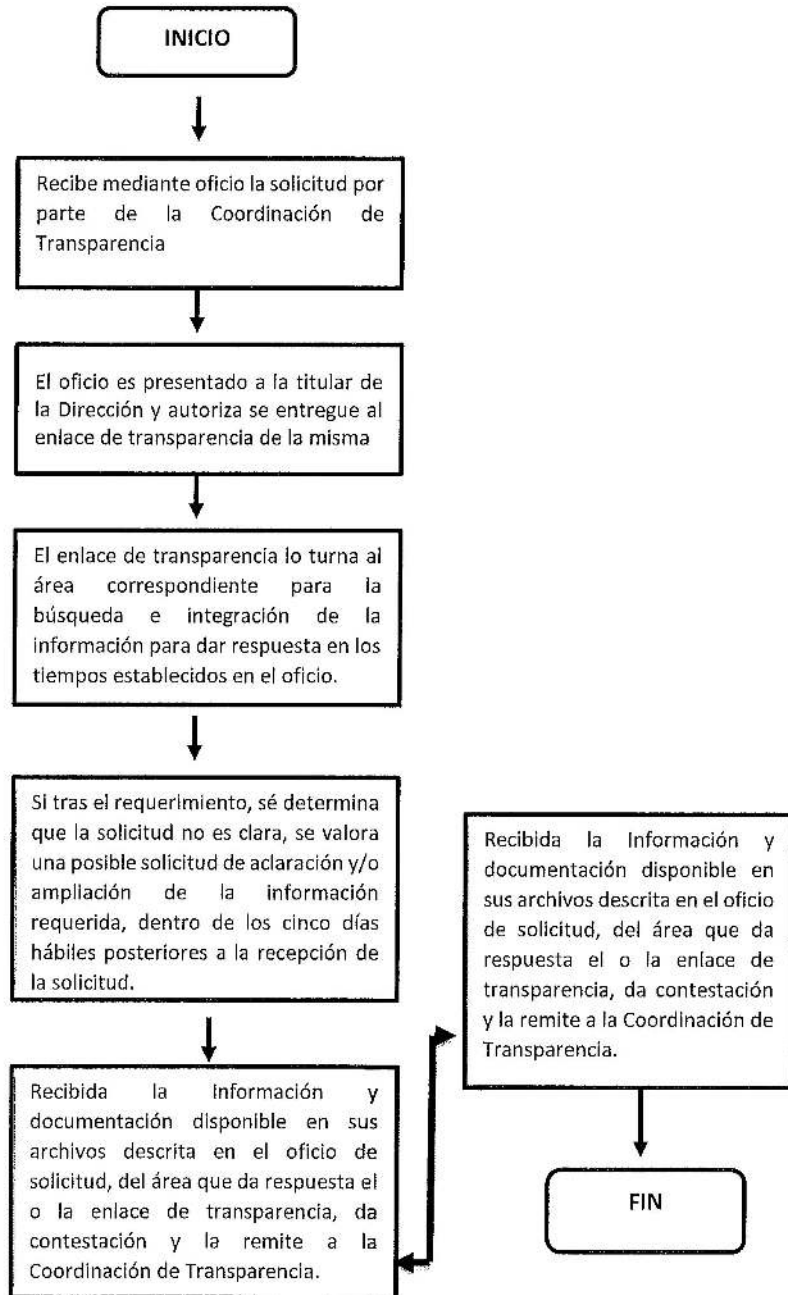 INICIO
Recibe mediante oficio la solicitud por
parte de la Coordinación de
Transparencia
El oficio es presentado a la titular de
la Dirección y autoriza se entregue al
enlace de transparencia de la misma
El enlace de transparencia lo turna al
área correspondiente para la
búsqueda e integración de la
información para dar respuesta en los
tiempos establecidos en el oficio.
Si tras el requerimiento, sé determina
que la solicitud no es clara, se valora
una posible solicitud de aclaración y/o
ampliación de la información
requerida, dentro de los cinco días
hábiles posteriores a la recepción de
la solicitud.
Recibida la Información y
documentación disponible en sus
archivos descrita en el oficio de
solicitud, del área que da respuesta el
o la enlace de transparencia, da
contestación y la remite a la
Coordinación de Transparencia.
Recibida la Información y
documentación disponible en
sus archivos descrita en el oficio
de solicitud, del área que da
respuesta el o la enlace de
transparencia, da contestación
y la remite a la Coordinación de
Transparencia.
FIN